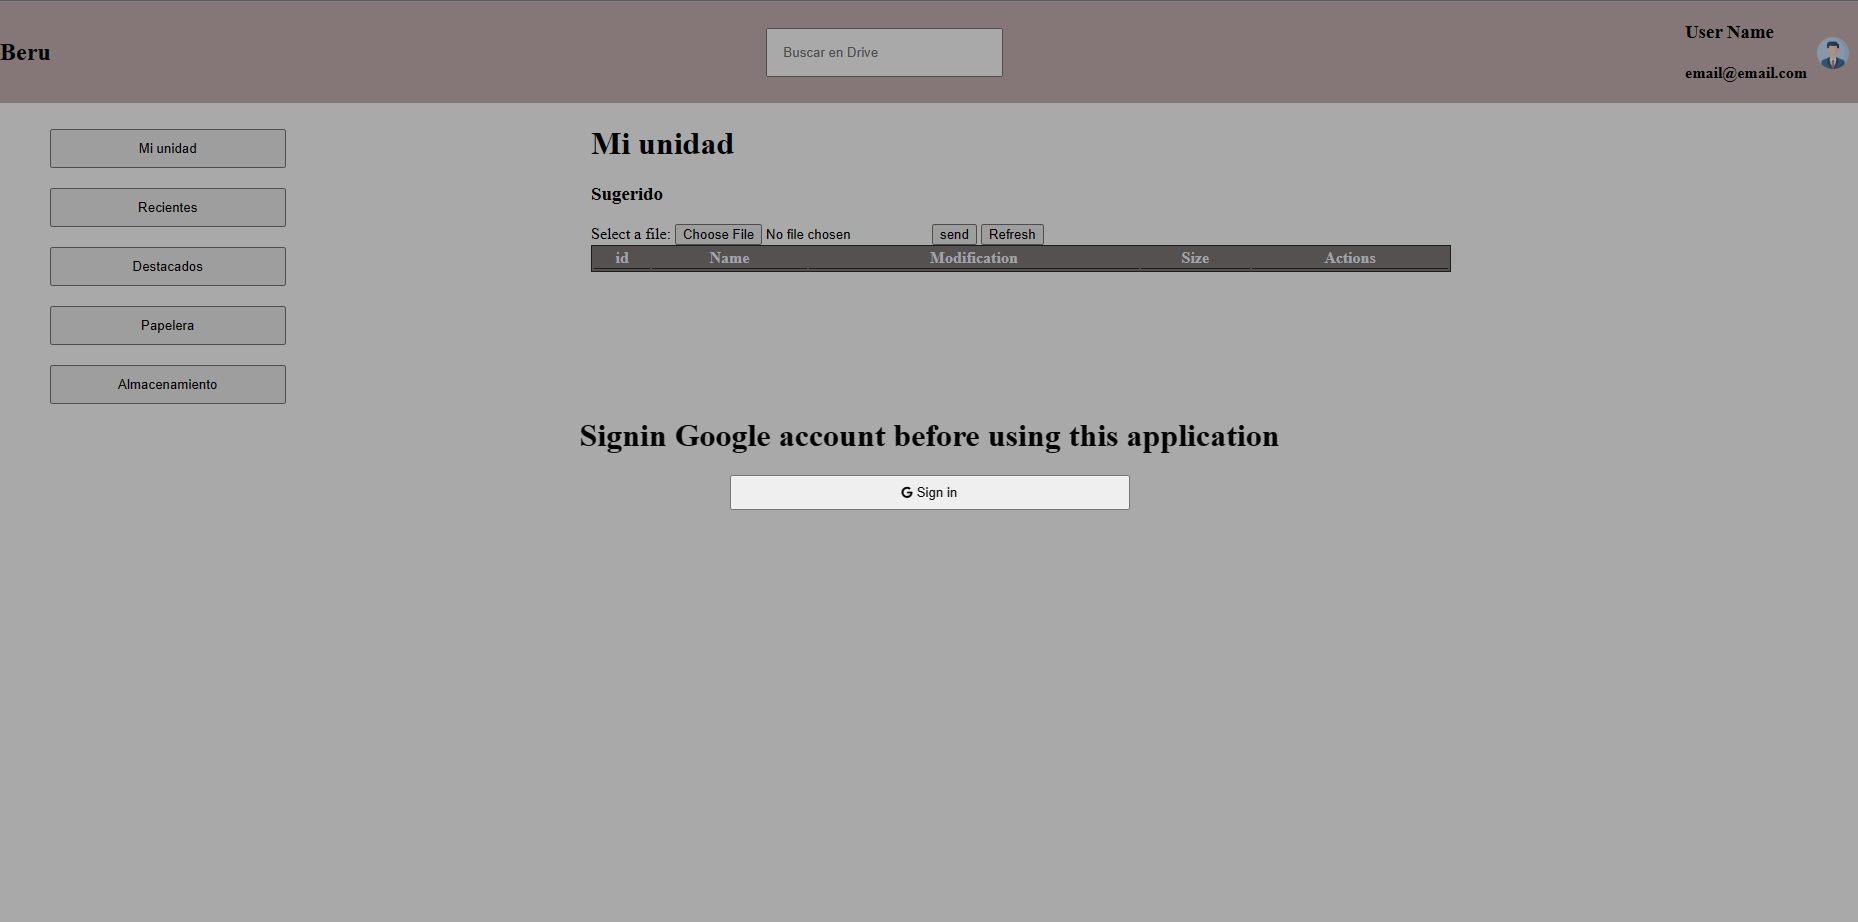 Beru
Buscar en Drive
User Name
email@email.com
Mi unidad
Recientes
Destacados
Papelera
Almacenamiento
Mi unidad
Sugerido
Select a file: Choose File No file chosen send Refresh
id Name Modification Size Actions
Signin Google account before using this application
G Sign in